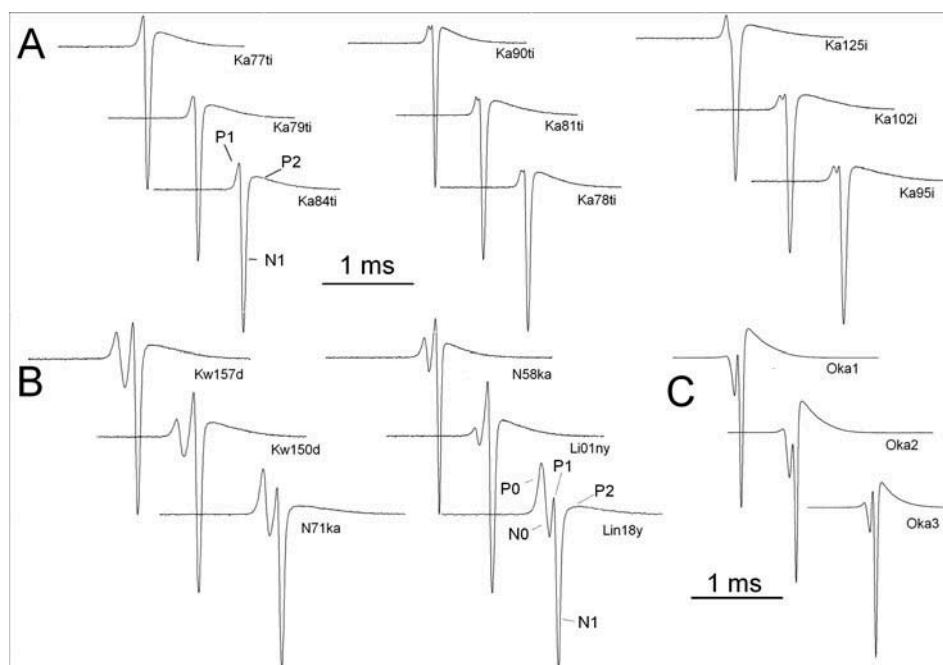 A
Ka77ti
Ka90ti
Ka125i
Ka79ti
Ka81ti
Ka102i
P1
P2
Ka84ti
Ka78ti
Ka95i
N1
1 ms
B
Kw157d
N58ka
C
Oka1
Kw150d
Li01ny
Oka2
P0
P1
P2
N71ka
N0
Lin18y
Oka3
1 ms
N1